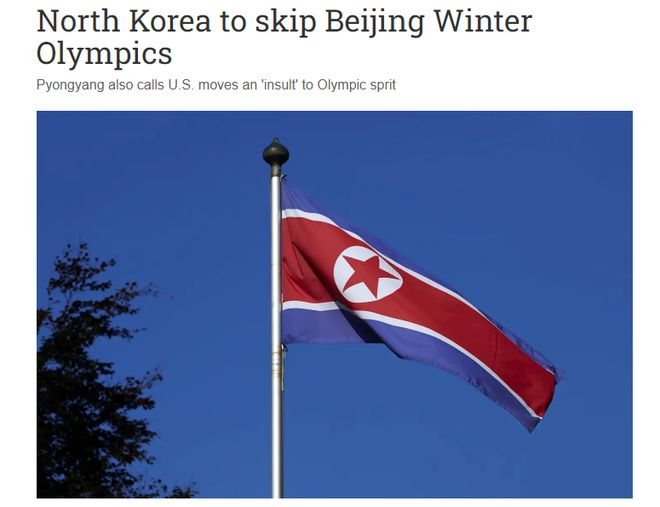 North Korea to skip Beijing Winter
Olympics
Pyongyang also calls U.S. moves an 'insult' to Olympic sprit